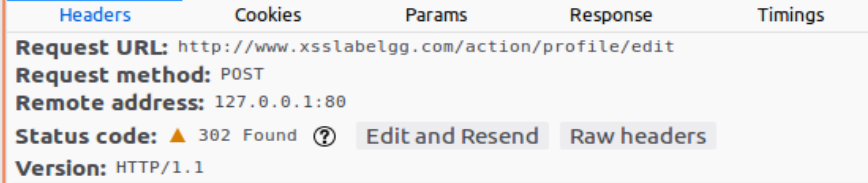 Headers Cookies Params Response Timings
Request URL: http://www.xsslabelgg.com/action/profile/edit
Request method: POST
Remote address: 127.0.0.1:80
Status code: ▲ 302 Found ? Edit and Resend Raw headers
Version: HTTP/1.1